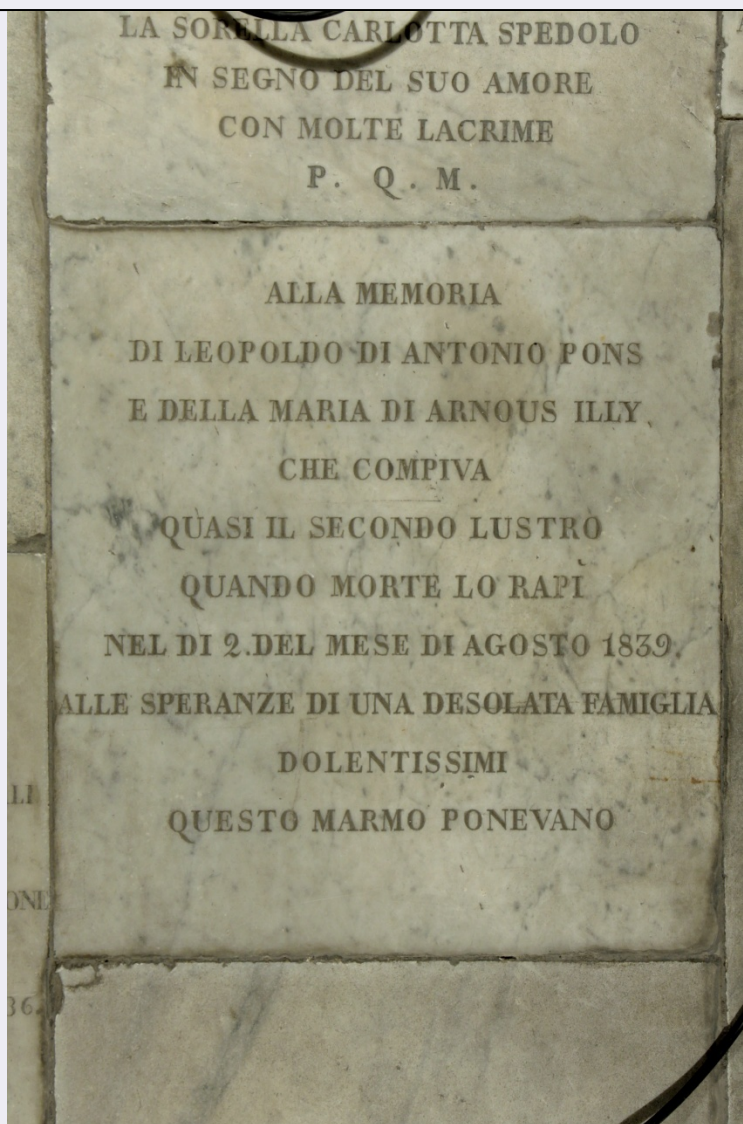 LA SORELLA CARLOTTA SPEDOLO
IN SEGNO DEL SUO AMORE
CON MOLTE LACRIME
P. Q. M.
ALLA MEMORIA
DI LEOPOLDO DI ANTONIO PONS
E DELLA MARIA DI ARNOUS ILLY
CHE COMPIVA
QUASI IL SECONDO LUSTRO
QUANDO MORTE LO RAPÌ
NEL DI 2.DEL MESE DI AGOSTO 1839.
ALLE SPERANZE DI UNA DESOLATA FAMIGLIA
DOLENTISSIMI
QUESTO MARMO PONEVANO